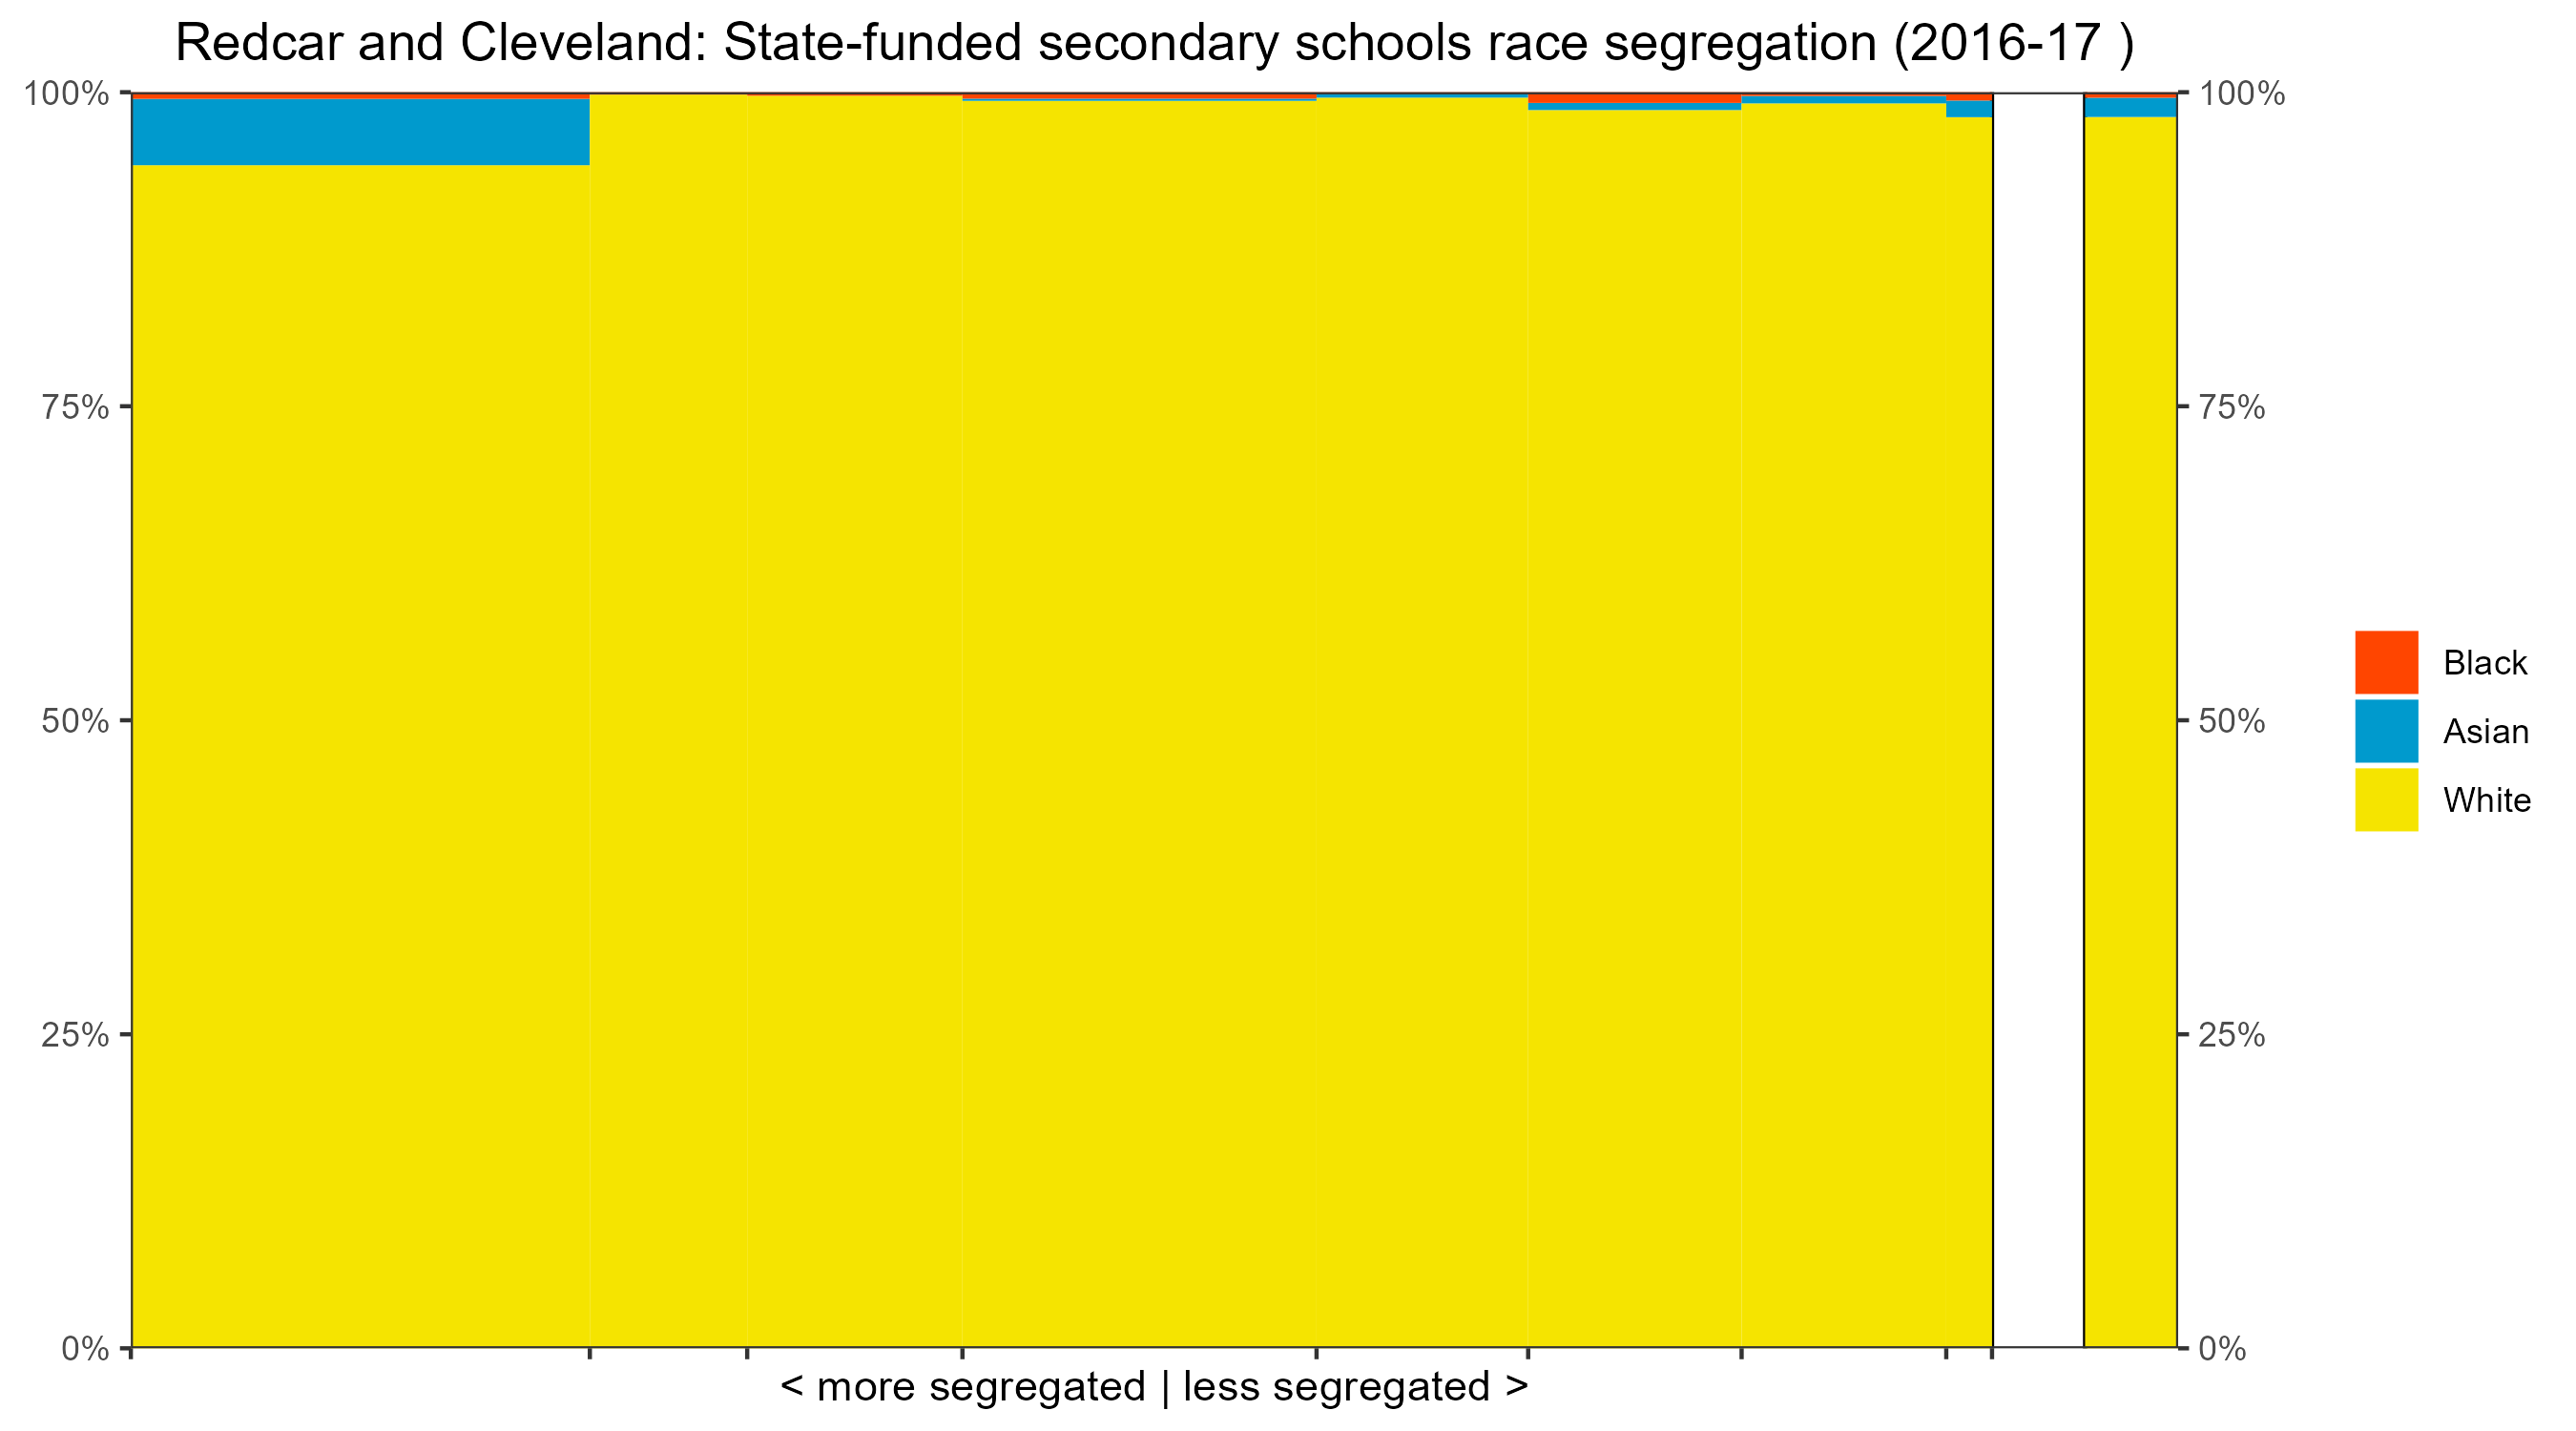 Redcar and Cleveland: State-funded secondary schools race segregation (2016-17 )
100%
100%
75%
75%
50%
50%
25%
25%
0%
0%
Black
Asian
White
< more segregated | less segregated >